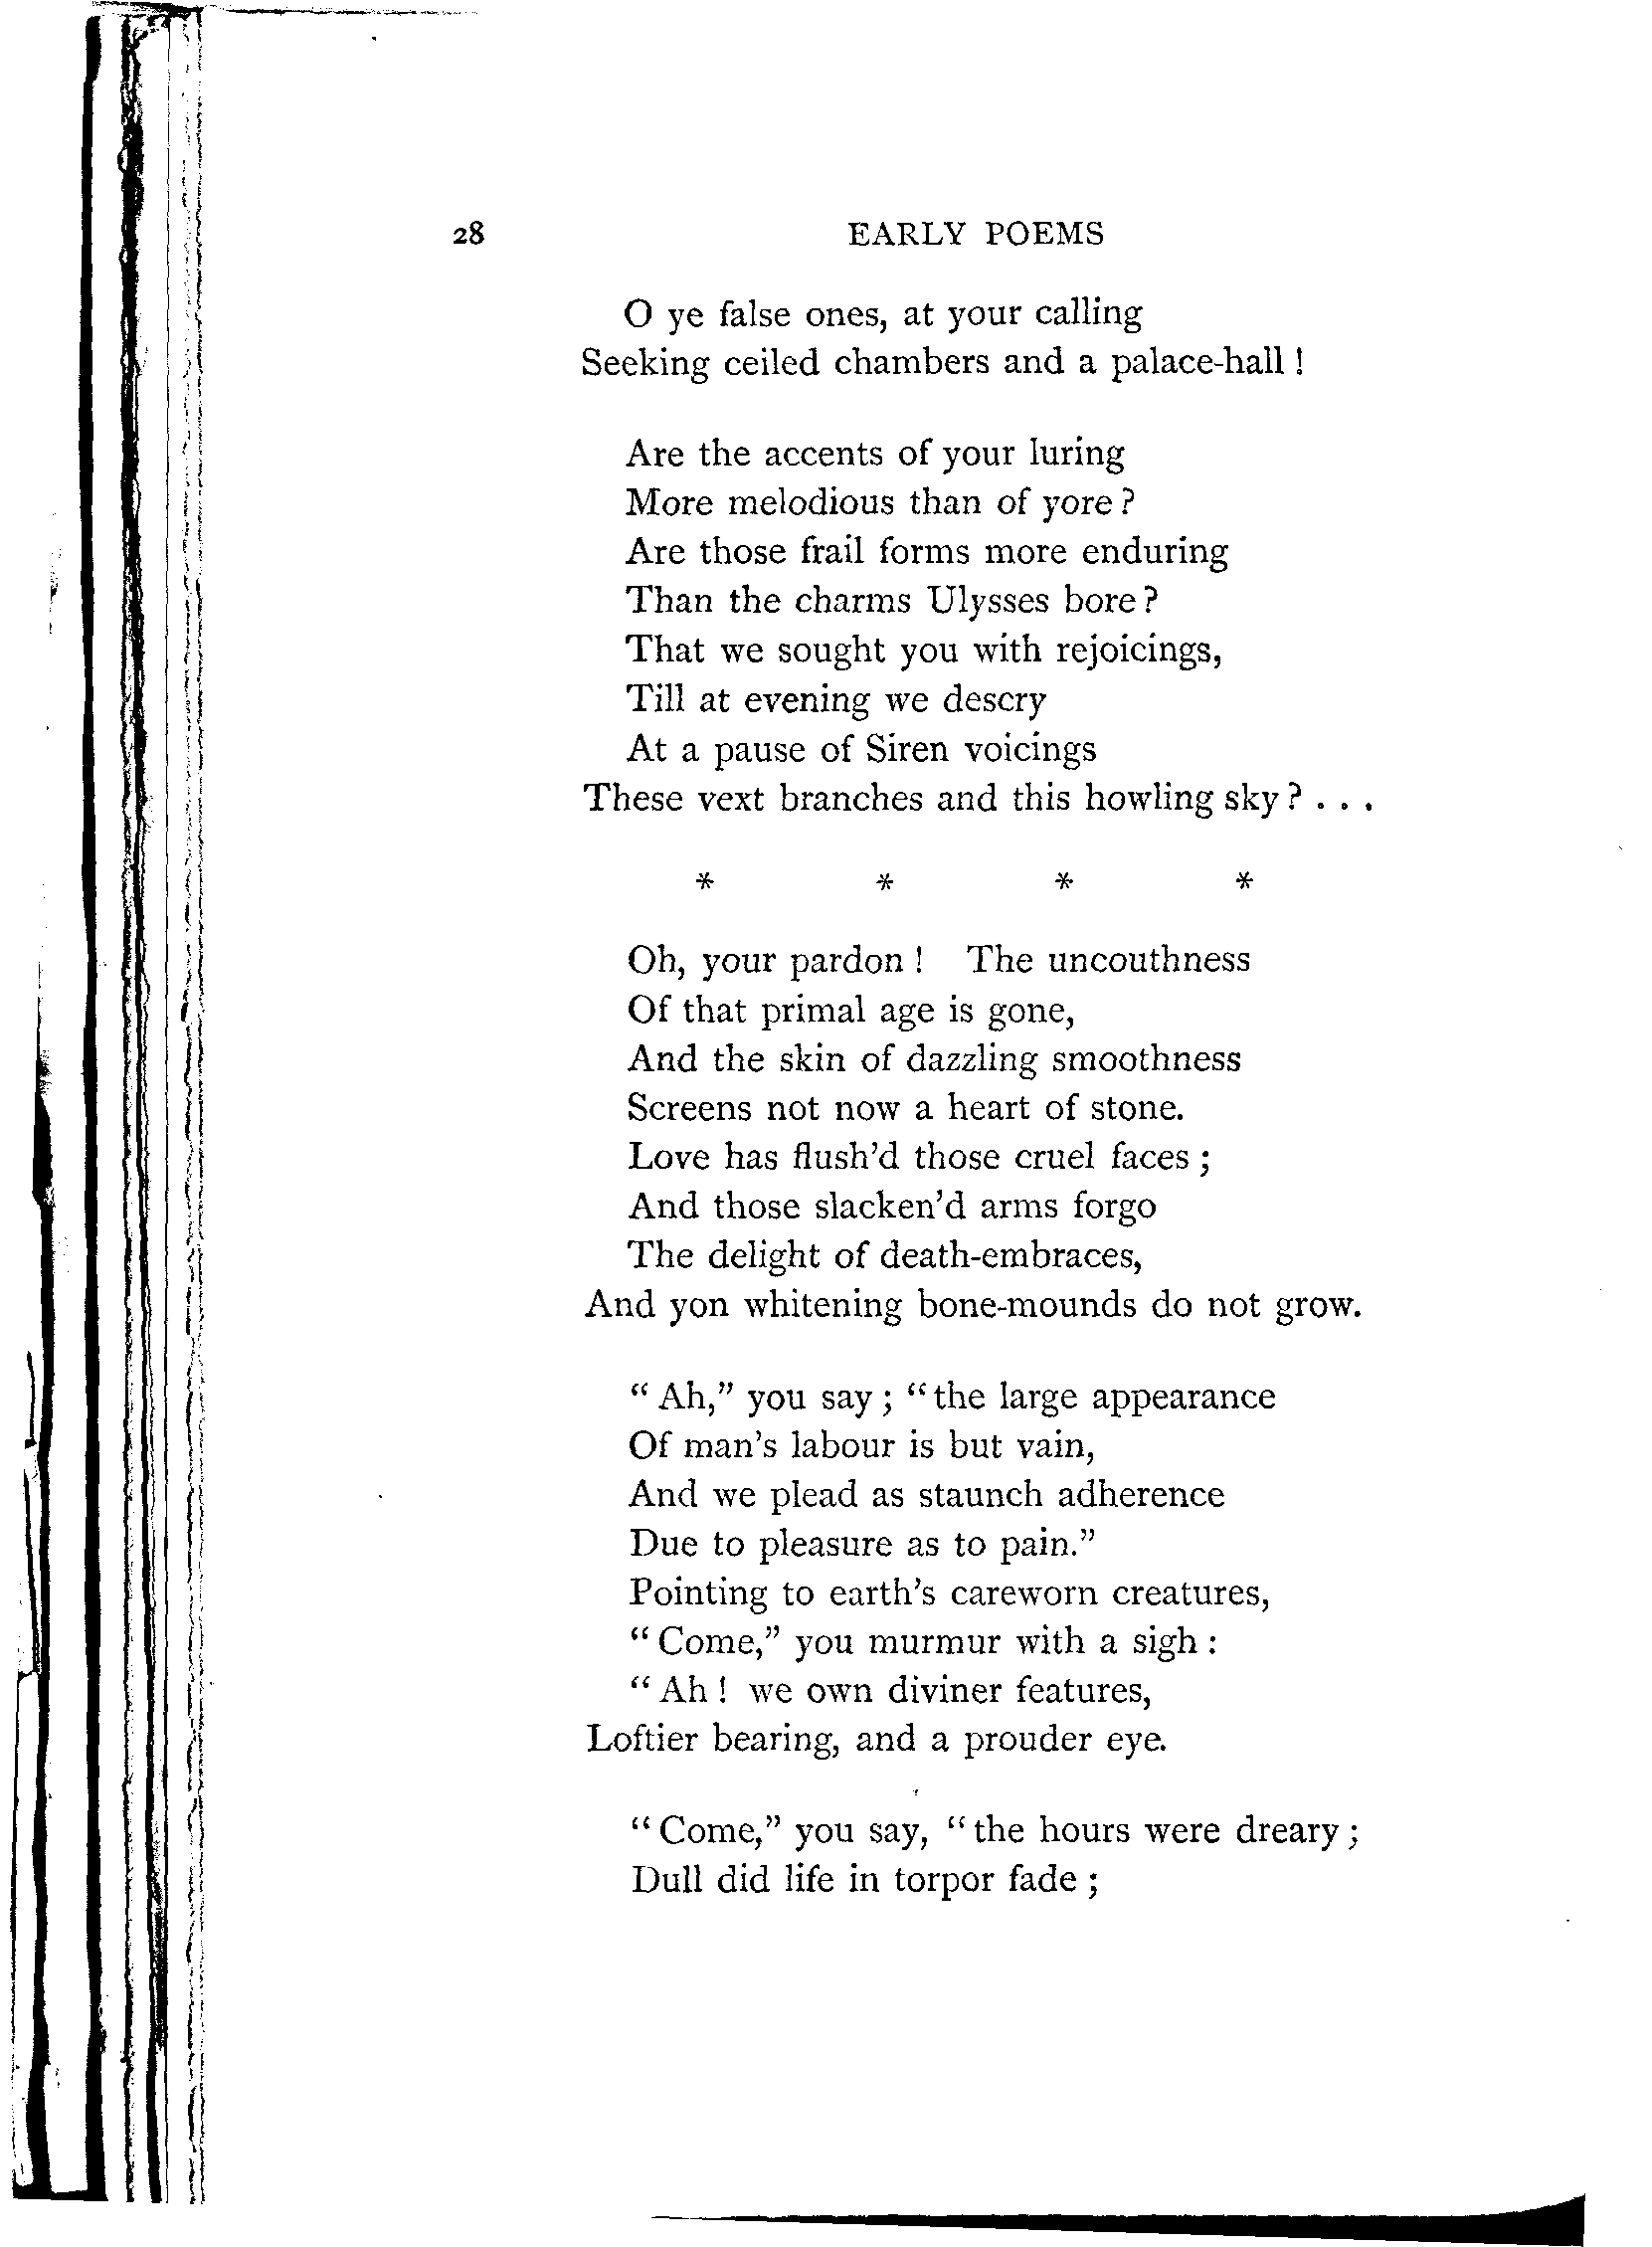 28 EARLY POEMS
O ye false ones, at your calling
Seeking ceiled chambers and a palace-hall !
Are the accents of your luring
More melodious than of yore ?
Are those frail forms more enduring
Than the charms Ulysses bore ?
That we sought you with rejoicings,
Till at evening we descry
At a pause of Siren voicings
These vext branches and this howling sky ? . . .
* * * *
Oh, your pardon ! The uncouthness
Of that primal age is gone,
And the skin of dazzling smoothness
Screens not now a heart of stone.
Love has flush’d those cruel faces ;
And those slacken’d arms forgo
The delight of death-embraces,
And yon whitening bone-mounds do not grow.
“ Ah,” you say ; “ the large appearance
Of man’s labour is but vain,
And we plead as staunch adherence
Due to pleasure as to pain.”
Pointing to earth’s careworn creatures,
“ Come,” you murmur with a sigh :
“ Ah ! we own diviner features,
Loftier bearing, and a prouder eye.
“ Come,” you say, “ the hours were dreary ;
Dull did life in torpor fade ;